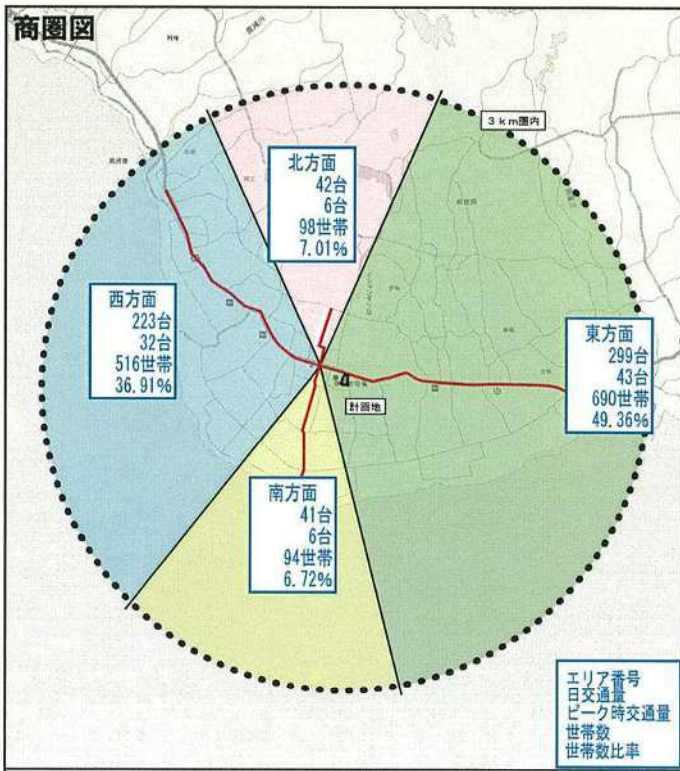 商圏図
3km圏内
北方面
42台
6台
98世帯
7.01%
西方面
223台
32台
516世帯
36.91%
東方面
299台
43台
690世帯
49.36%
計画地
南方面
41台
6台
94世帯
6.72%
エリア番号
日交通量
ピーク時交通量
世帯数
世帯数比率